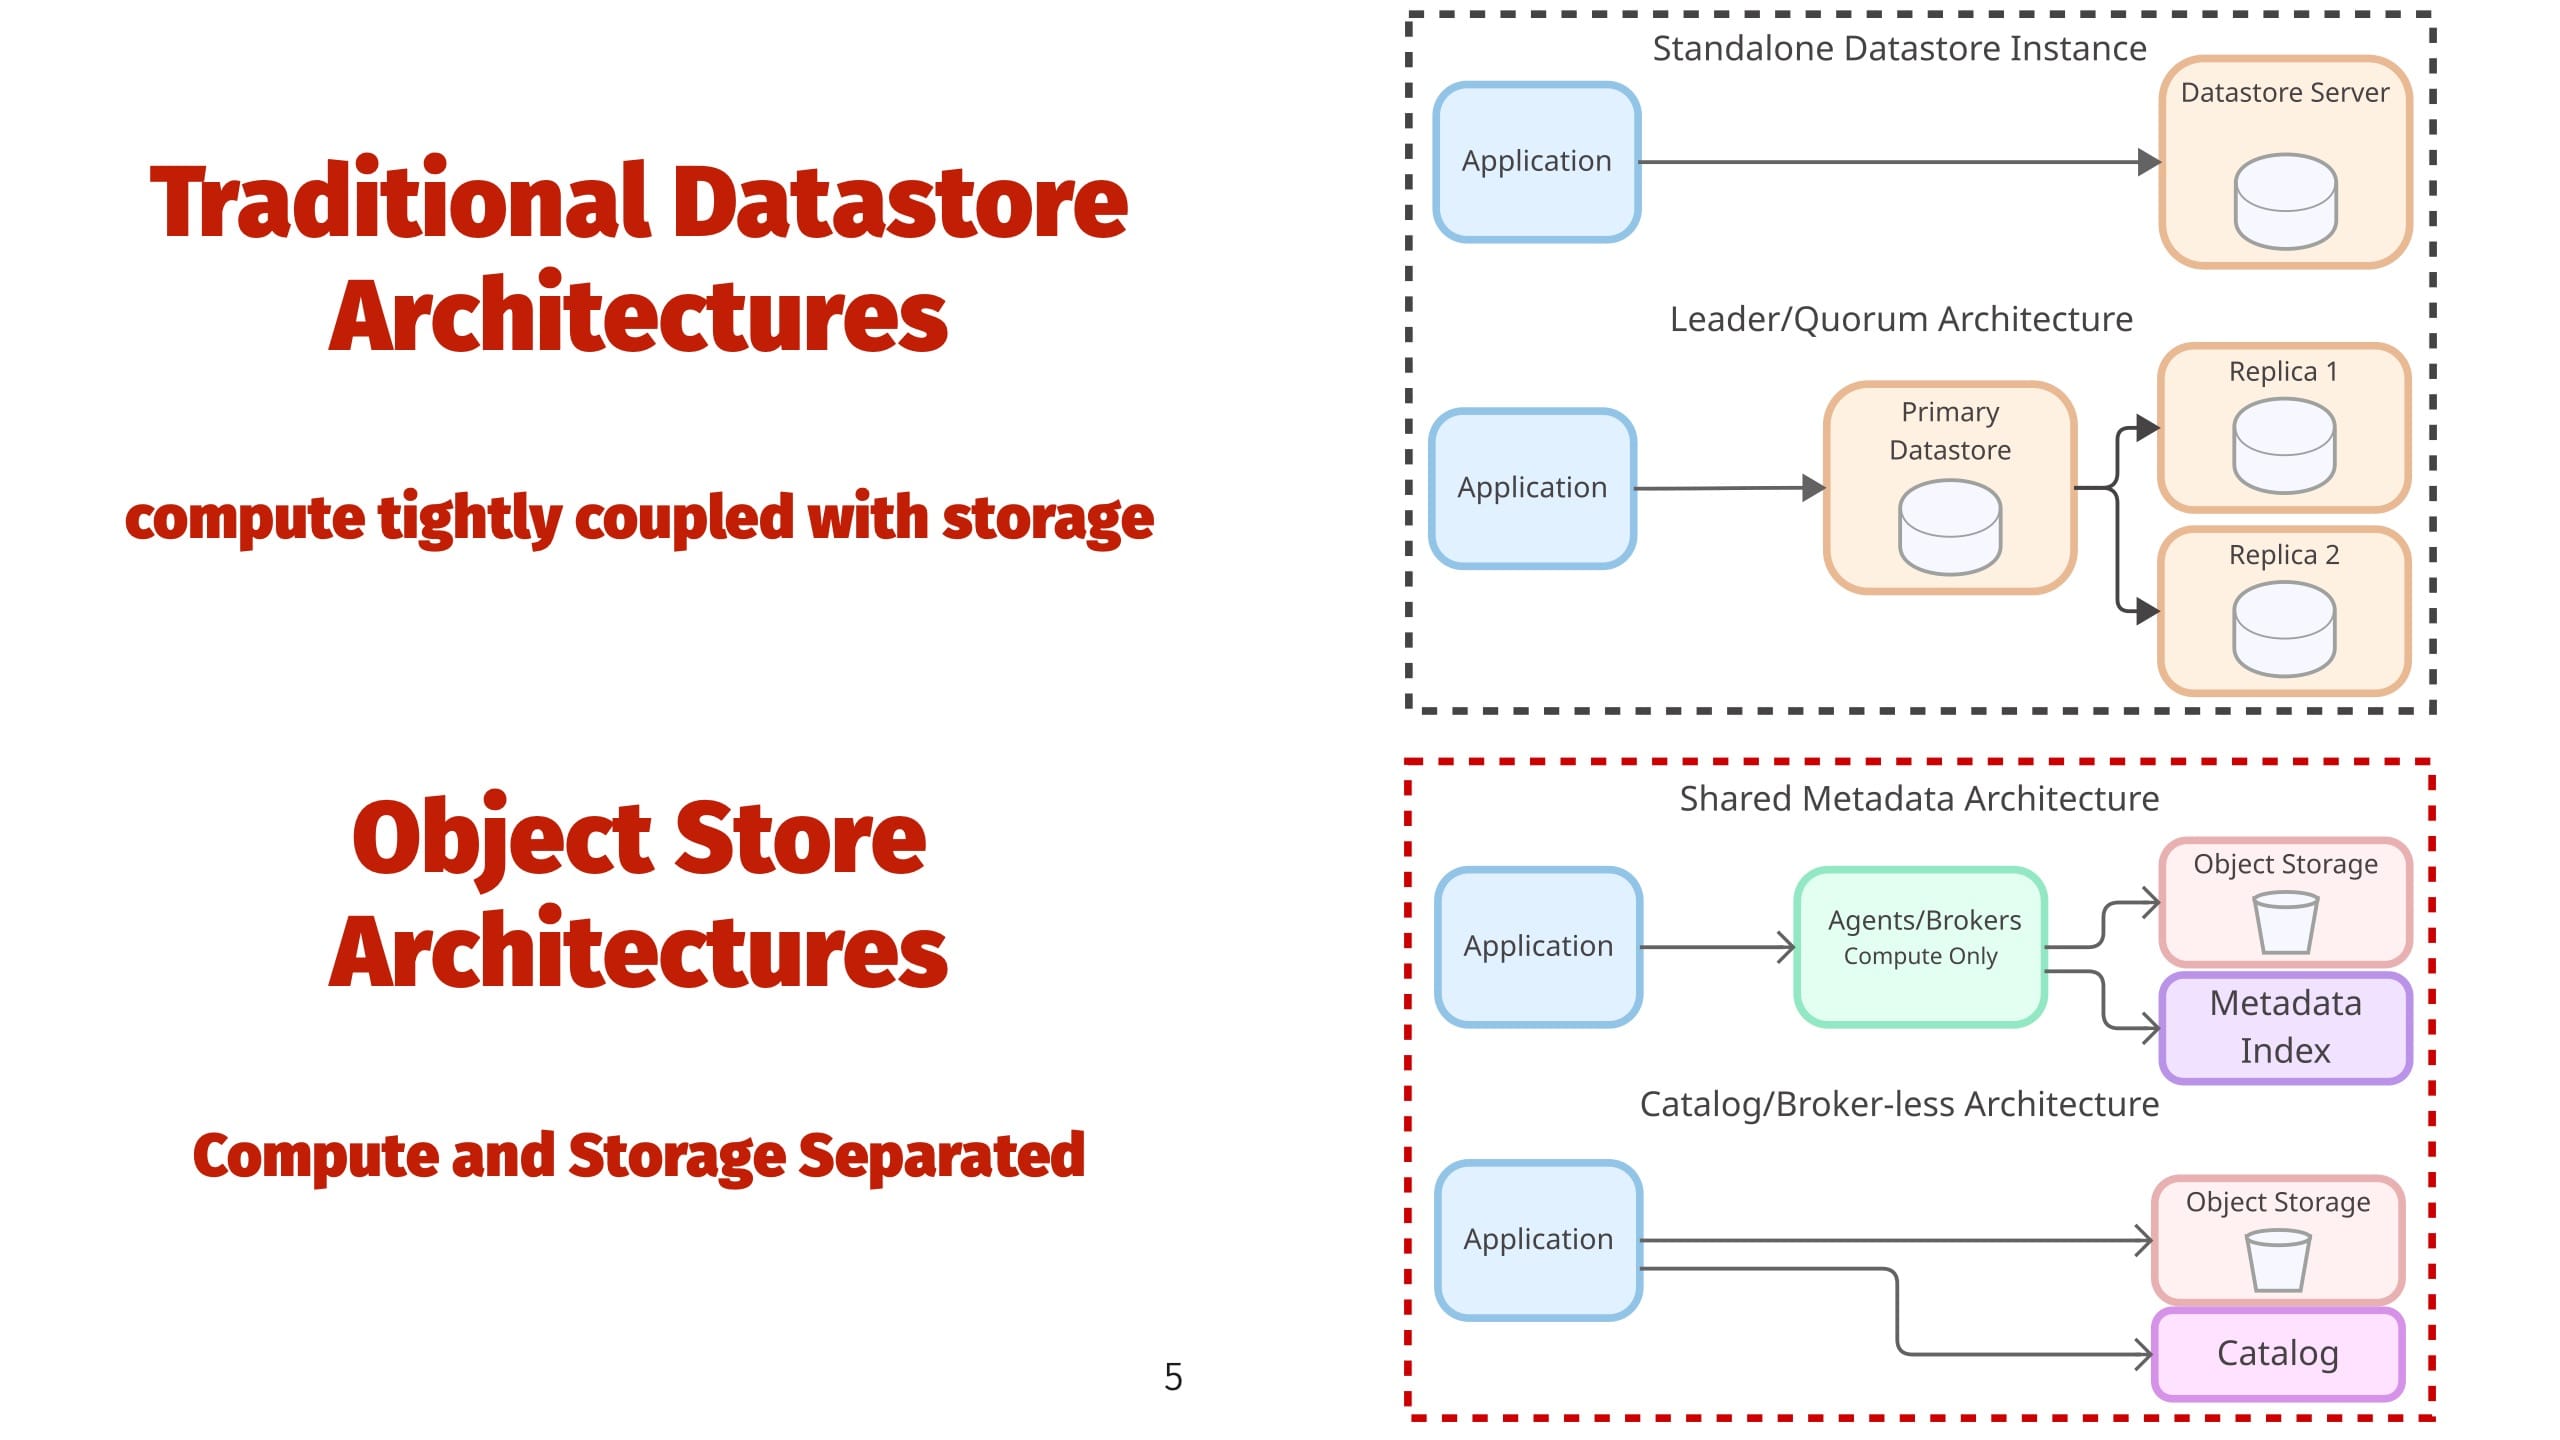 Traditional Datastore
Architectures
compute tightly coupled with storage
Standalone Datastore Instance
Application
Datastore Server
Leader/Quorum Architecture
Application
Primary
Datastore
Replica 1
Replica 2
Object Store
Architectures
Compute and Storage Separated
Shared Metadata Architecture
Application
Agents/Brokers
Compute Only
Object Storage
Metadata
Index
Catalog/Broker-less Architecture
Application
Object Storage
Catalog
5